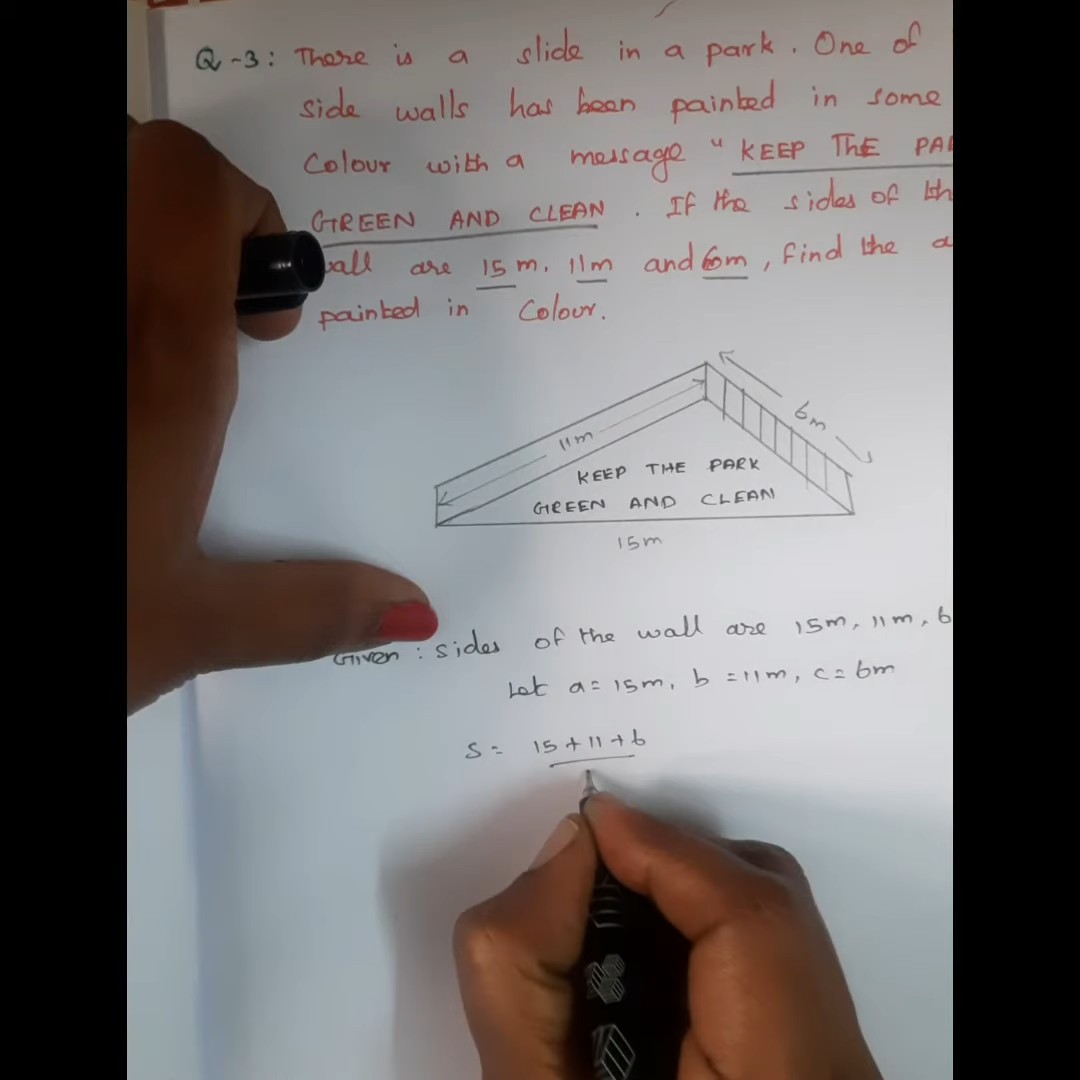 Q-3: There is a slide in a park. One of
side walls has been painted in some
Colour with a message "KEEP THE
GREEN AND CLEAN. If the sides of
are 15m, 11m and 6m, find the
painted in Colour.
6m
11m
KEEP THE PARK
GREEN AND CLEAN
15m
Given: sides of the wall are 15m, 11m, 6
Let a = 15m, b = 11m, c = 6m
S = 15 + 11 + 6